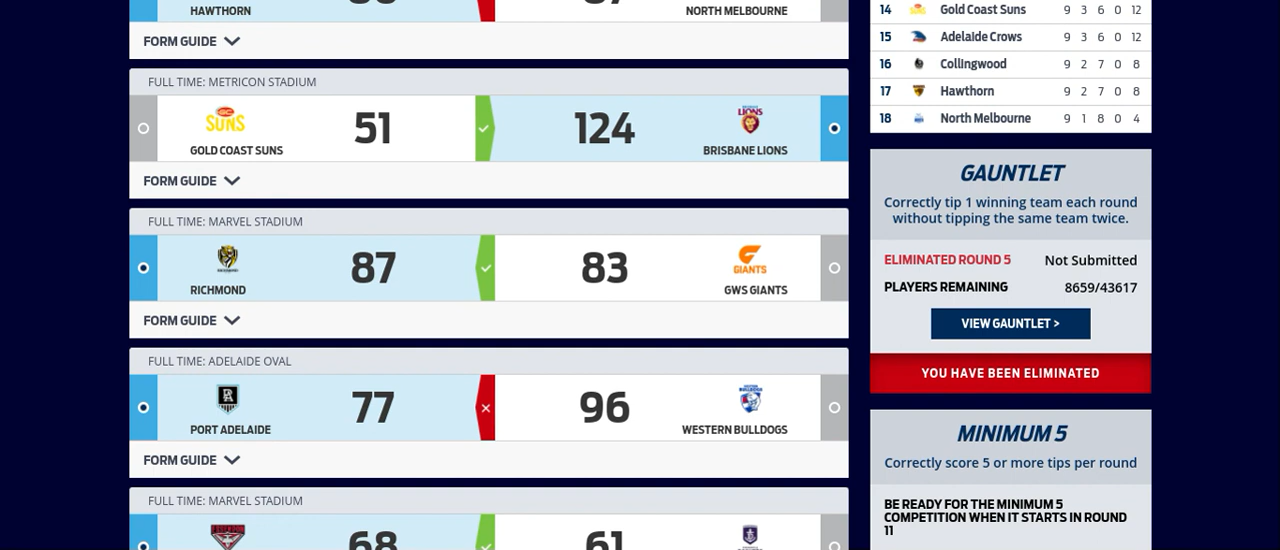 HAWTHORN
NORTH MELBOURNE
FORM GUIDE
FULL TIME: METRICON STADIUM
SUNS
51
124
LIONS
GOLD COAST SUNS
BRISBANE LIONS
FORM GUIDE
FULL TIME: MARVEL STADIUM
87
83
GIANTS
RICHMOND
GWS GIANTS
FORM GUIDE
FULL TIME: ADELAIDE OVAL
77
96
PORT ADELAIDE
WESTERN BULLDOGS
FORM GUIDE
FULL TIME: MARVEL STADIUM
68
61
14 Gold Coast Suns 9 3 6 0 12
15 Adelaide Crows 9 3 6 0 12
16 Collingwood 9 2 7 0 8
17 Hawthorn 9 2 7 0 8
18 North Melbourne 9 1 8 0 4
GAUNTLET
Correctly tip 1 winning team each round
without tipping the same team twice.
ELIMINATED ROUND 5 Not Submitted
PLAYERS REMAINING 8659/43617
VIEW GAUNTLET >
YOU HAVE BEEN ELIMINATED
MINIMUM 5
Correctly score 5 or more tips per round
BE READY FOR THE MINIMUM 5
COMPETITION WHEN IT STARTS IN ROUND
11